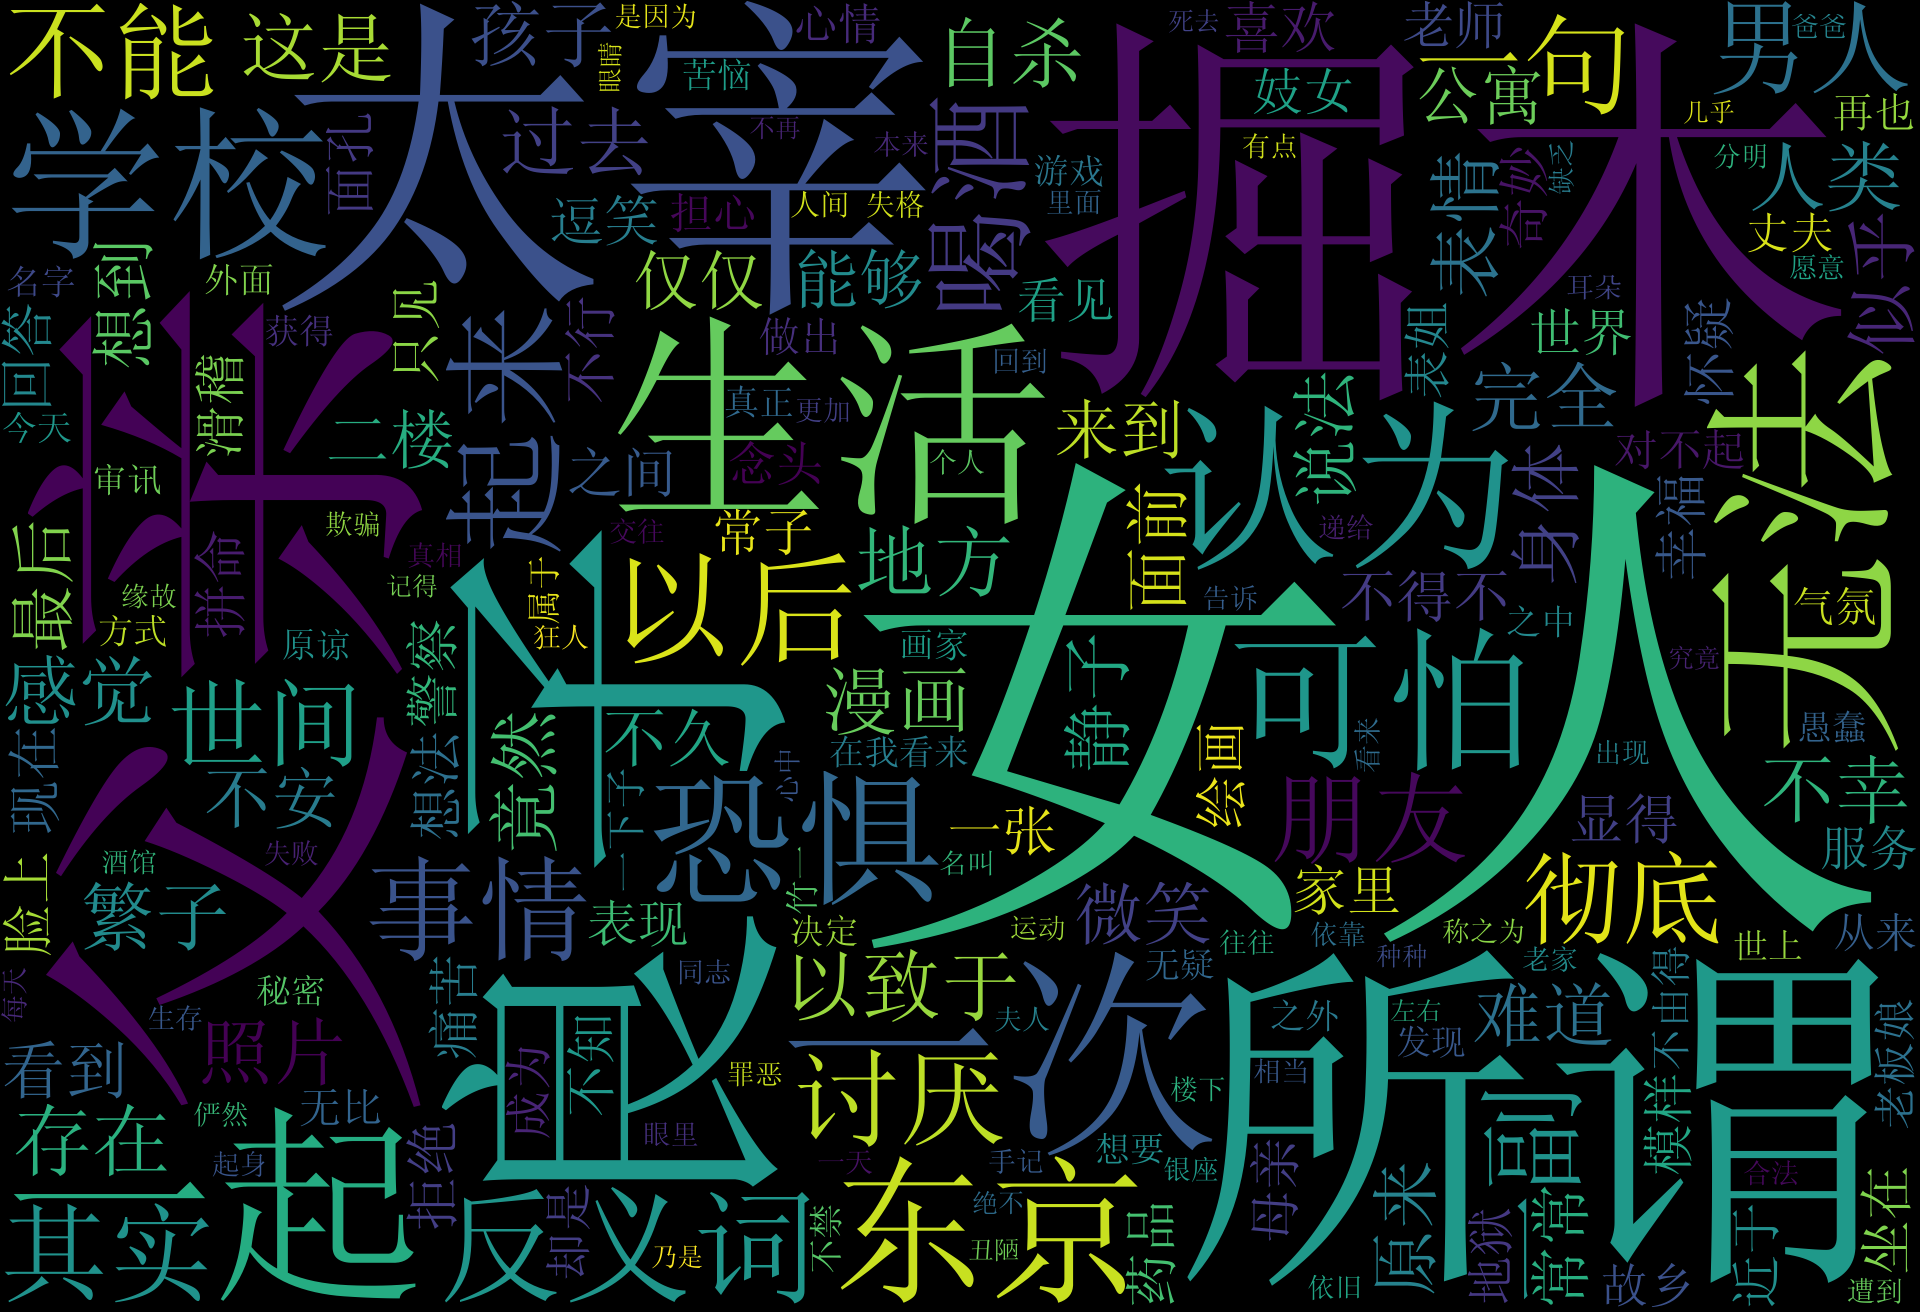 不能
这是
太宰
孩子
是因为
心情
自杀
死去
喜欢
老师
一句
男人
爸爸
眼睛
苦恼
妓女
公寓
几乎
再也
学校
面孔
过去
不再
本来
喝酒
掘木
有点
游戏
里面
表情
奇妙
缺乏
分明
人类
逗笑
担心
人间
失格
丈夫
愿意
似乎
名字
想到
外面
仅仅
能够
看见
耳朵
回答
今天
滑稽
获得
只见
起来
不行
做出
回到
表姐
世界
怀疑
父亲
二楼
生活
真正
更加
来到
认为
说法
完全
无法
审讯
之间
念头
个人
对不起
最后
拼命
欺骗
真相
交往
常子
地方
面前
递给
身体
幸福
缘故
方式
原谅
记得
属于
狂人
以后
女人
告诉
不得不
之中
气氛
感觉
世间
警察
画家
静子
可怕
究竟
现在
不安
想法
竟然
不久
漫画
在我看来
绘画
看来
出现
愚蠢
不幸
一下子
心中
恐惧
一张
朋友
显得
服务
脸上
酒馆
失败
事情
名叫
竹一
繁子
表现
决定
微笑
家里
彻底
运动
往往
依靠
称之为
世上
从来
每天
秘密
生存
痛苦
同志
以致于
夫人
一次
无疑
之外
种种
老家
不由得
看到
照片
不知
成为
罪恶
讨厌
所谓
左右
发现
难道
老板娘
存在
俨然
无比
眼里
楼下
相当
模样
一起
起身
拒绝
一天
手记
想要
银座
母亲
一副
合法
其实
反义词
却是
乃是
不禁
东京
绝不
丑陋
药品
依旧
原来
地狱
常常
故乡
近于
坐在
遭到